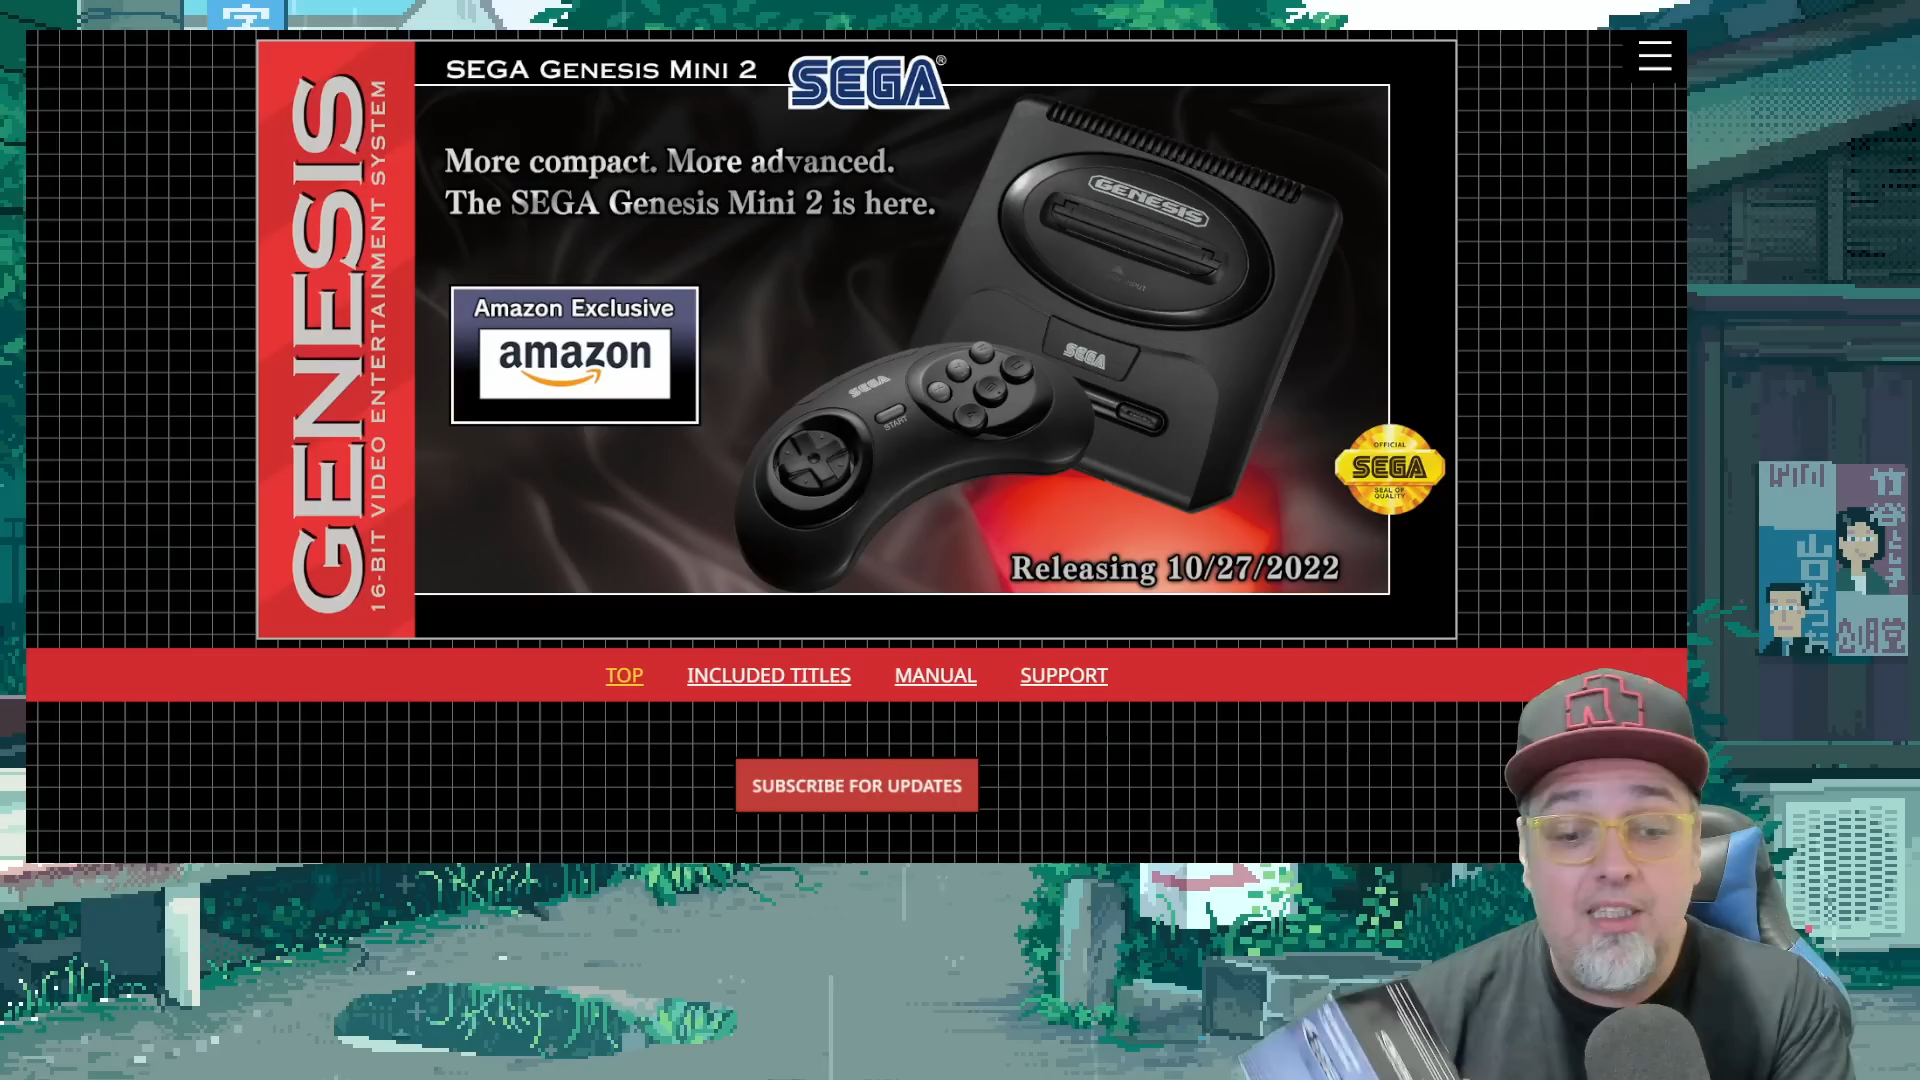 SEGA GENESIS MINI 2
SEGA®
GENESIS
16-BIT VIDEO ENTERTAINMENT SYSTEM
More compact. More advanced.
The SEGA Genesis Mini 2 is here.
Amazon Exclusive
amazon
GENESIS
SEGA
SEGA
START
OFFICIAL
SEGA
SEAL OF
QUALITY
Releasing 10/27/2022
TOP INCLUDED TITLES MANUAL SUPPORT
SUBSCRIBE FOR UPDATES